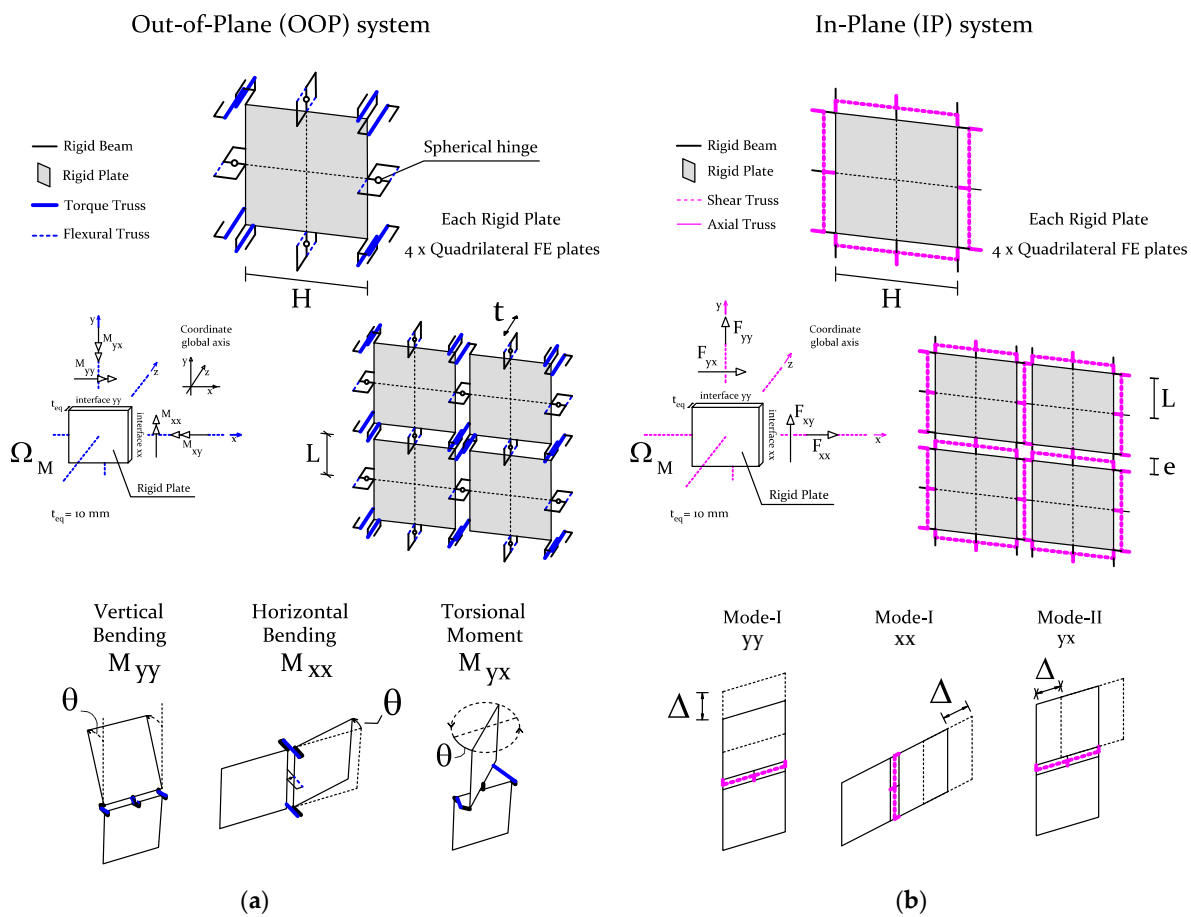 Out-of-Plane (OOP) system
Rigid Beam
Rigid Plate
Torque Truss
Flexural Truss
Spherical hinge
Each Rigid Plate
4 x Quadrilateral FE plates
H
y
M yx
M yy
z
Coordinate
global axis
y
z
x
t eq
interface yy
interface xx
M xx
M xy
x
Ω M
Rigid Plate
t eq = 10 mm
t
L
Vertical
Bending
M yy
θ
Horizontal
Bending
M xx
θ
Torsional
Moment
M yx
θ
(a)
In-Plane (IP) system
Rigid Beam
Rigid Plate
Shear Truss
Axial Truss
Each Rigid Plate
4 x Quadrilateral FE plates
H
y
F yy
F yx
z
Coordinate
global axis
y
z
x
t eq
interface yy
interface xx
F xy
F xx
x
Ω M
Rigid Plate
t eq = 10 mm
L
e
Mode-I
yy
Δ
Mode-I
xx
Δ
Mode-II
yx
Δ
(b)